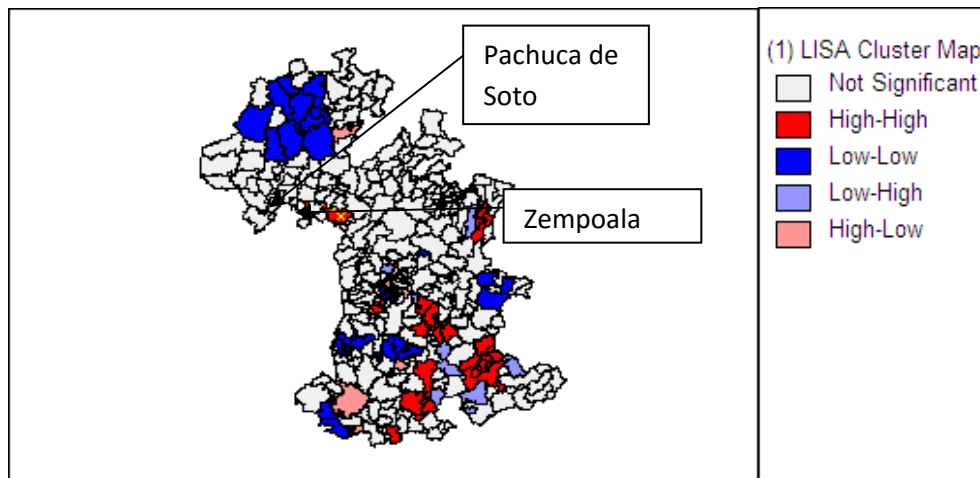 Pachuca de
Soto
Zempoala
(1) LISA Cluster Map
Not Significant
High-High
Low-Low
Low-High
High-Low